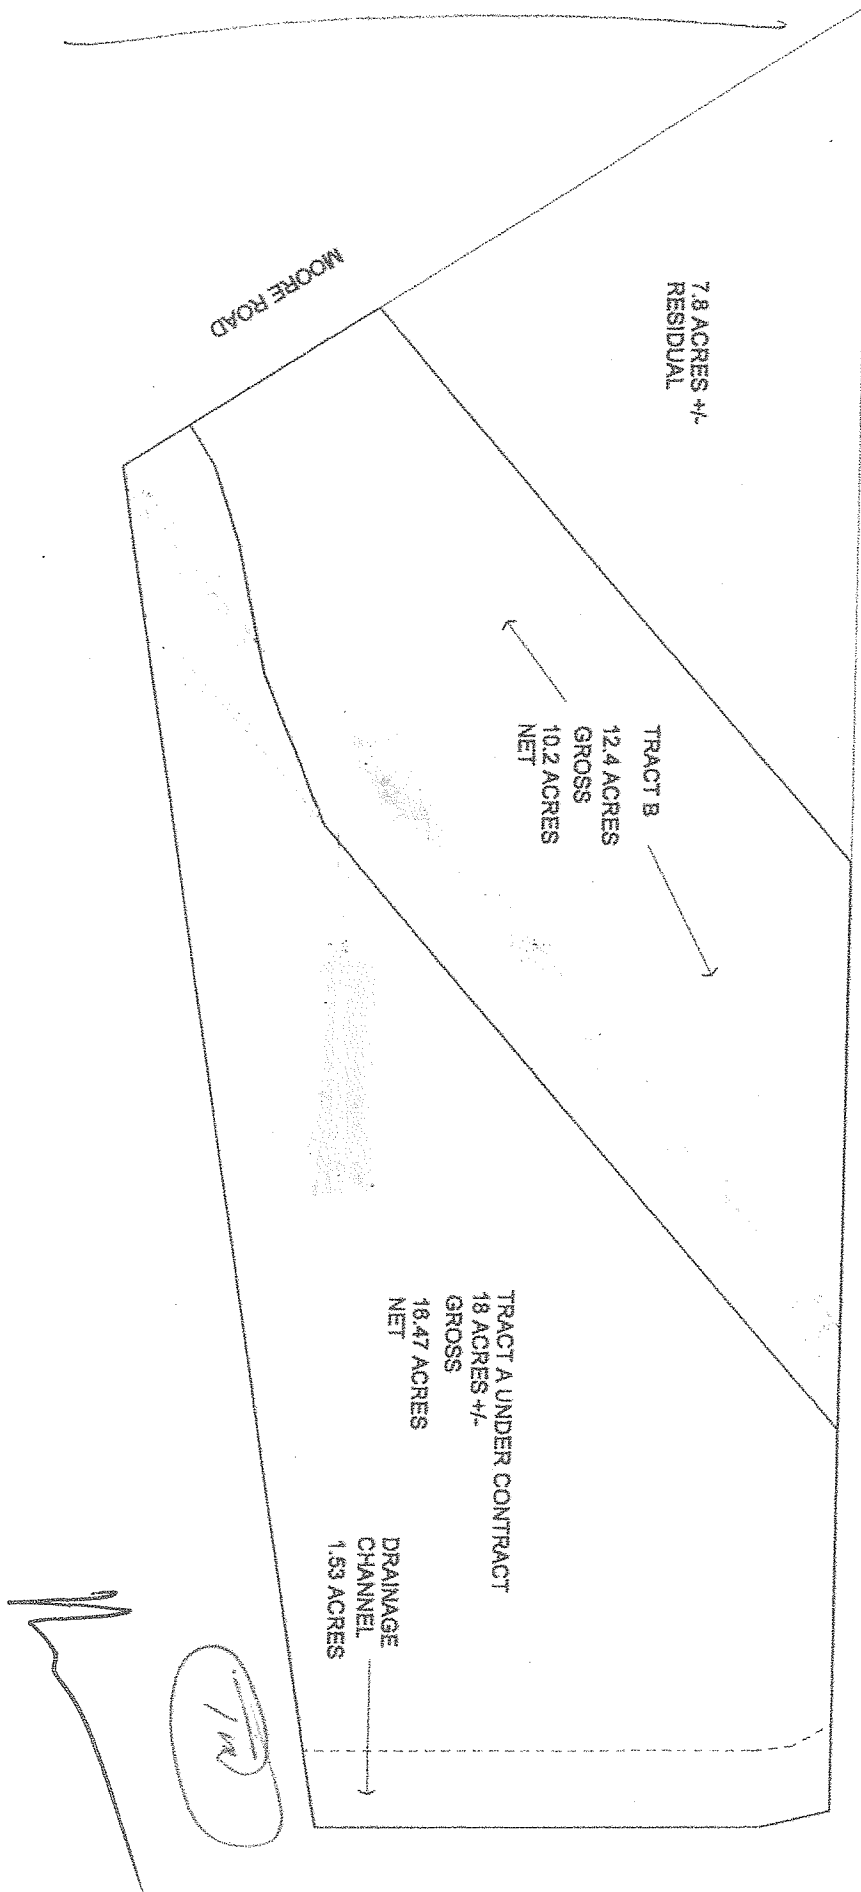 MOORE ROAD
7.8 ACRES +/-
RESIDUAL
TRACT B
12.4 ACRES
GROSS
10.2 ACRES
NET
TRACT A UNDER CONTRACT
18 ACRES +/-
GROSS
16.47 ACRES
NET
DRAINAGE
CHANNEL
1.53 ACRES